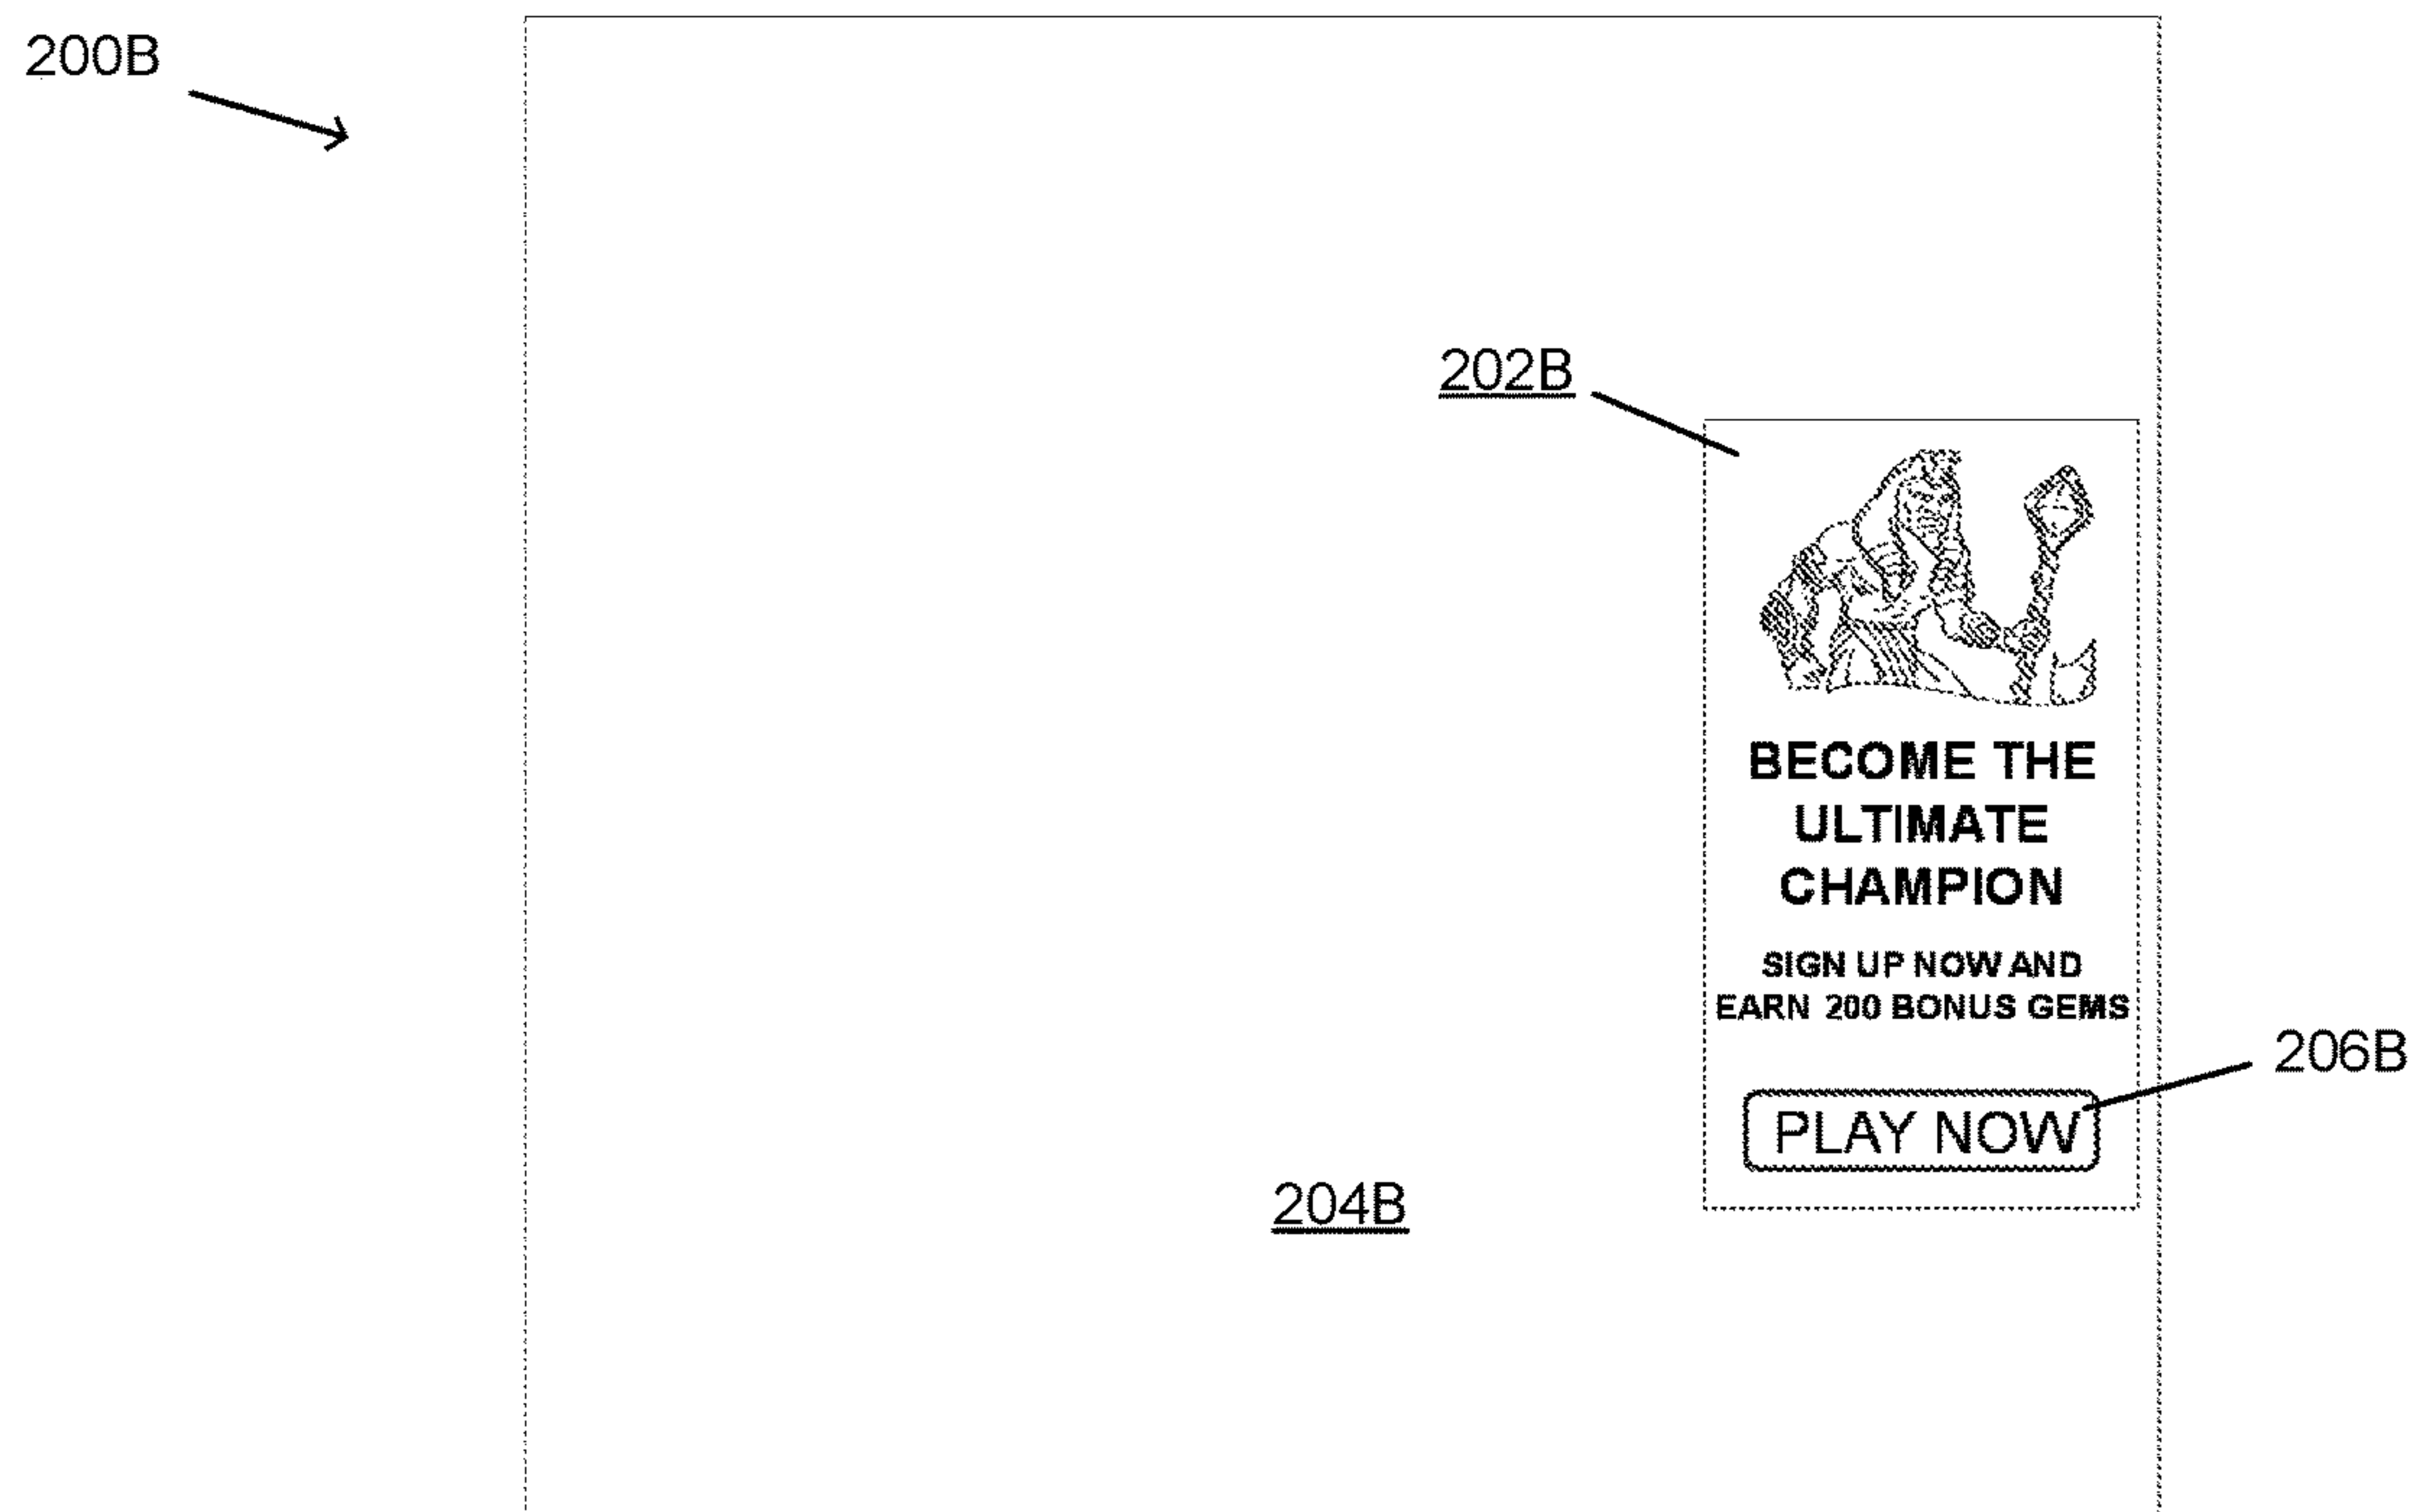 200B
202B
BECOME THE
ULTIMATE
CHAMPION
SIGN UP NOW AND
EARN 200 BONUS GEMS
206B
PLAY NOW
204B